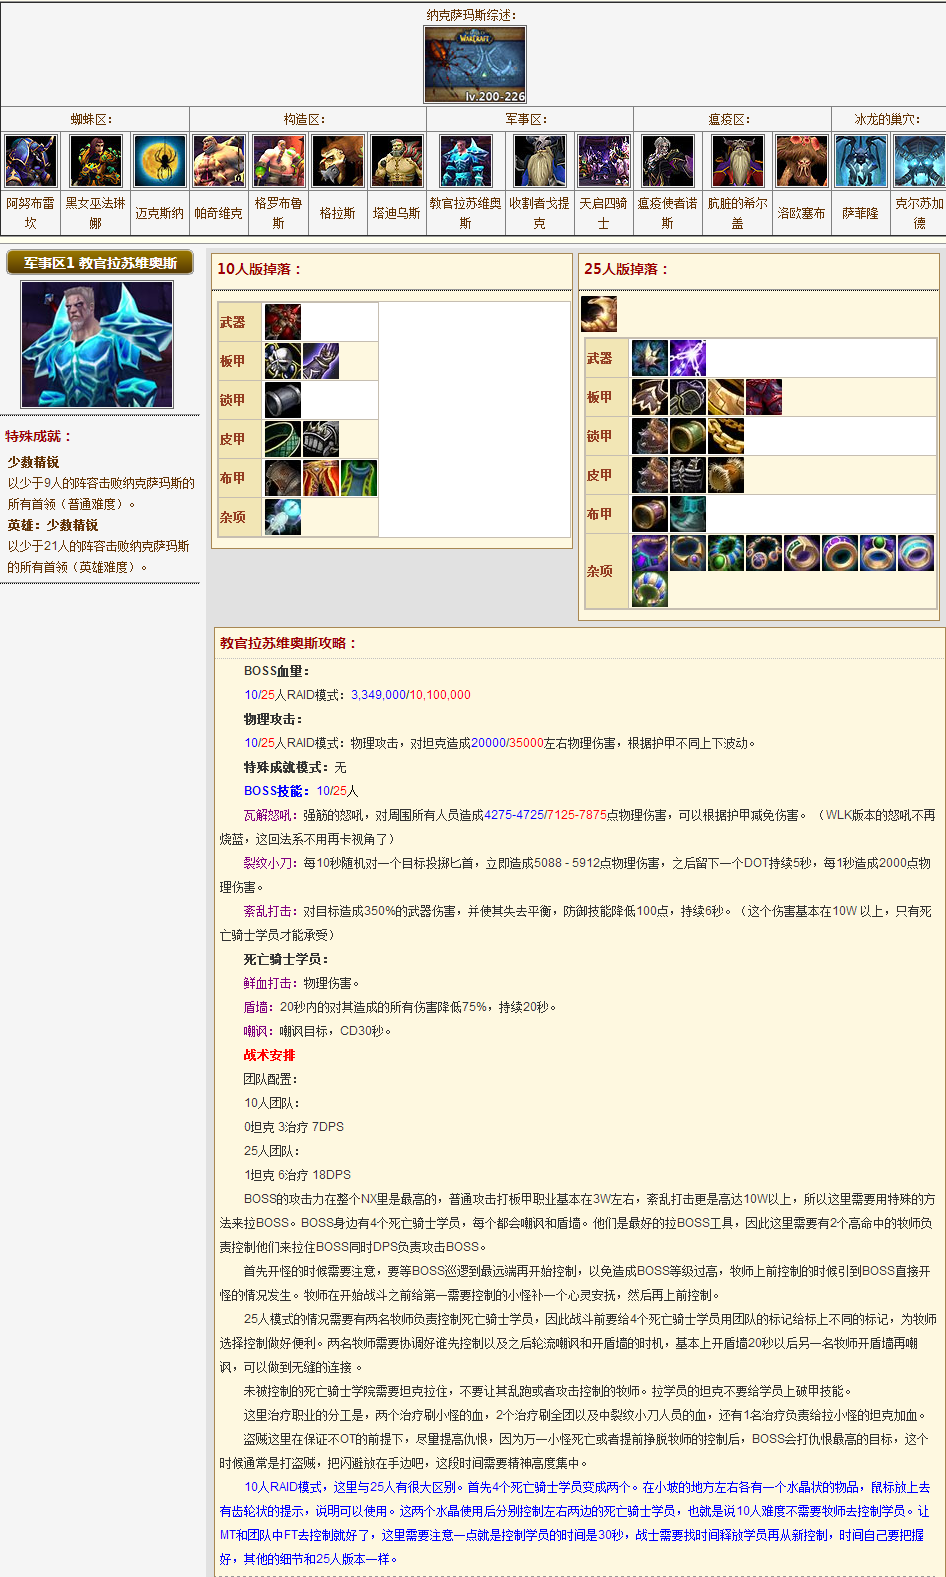 纳克萨玛斯综述：
WARCRAFT
lv.200-226
蜘蛛区： 构造区： 军事区： 瘟疫区： 冰龙的巢穴：
阿努布雷坎 黑女巫法琳娜 迈克斯纳 帕奇维克 格罗布鲁斯 格拉斯 塔迪乌斯 教官拉苏维奥斯 收割者戈提克 天启四骑士 瘟疫使者诺斯 肮脏的希尔盖 洛欧塞布 萨菲隆 克尔苏加德
军事区1 教官拉苏维奥斯
特殊成就：
少数精锐
以少于9人的阵容击败纳克萨玛斯的
所有首领（普通难度）。
英雄：少数精锐
以少于21人的阵容击败纳克萨玛斯
的所有首领（英雄难度）。
10人版掉落：
武器
板甲
锁甲
皮甲
布甲
杂项
25人版掉落：
武器
板甲
锁甲
皮甲
布甲
杂项
教官拉苏维奥斯攻略：
BOSS血量：
10/25人RAID模式：3,349,000/10,100,000
物理攻击：
10/25人RAID模式：物理攻击，对坦克造成20000/35000左右物理伤害，根据护甲不同上下波动。
特殊成就模式：无
BOSS技能：10/25人
瓦解怒吼：强筋的怒吼，对周围所有人员造成4275-4725/7125-7875点物理伤害，可以根据护甲减免伤害。（WLK版本的怒吼不再
烧蓝，这回法系不用再卡视角了）
裂纹小刀：每10秒随机对一个目标投掷匕首，立即造成5088 - 5912点物理伤害，之后留下一个DOT持续5秒，每1秒造成2000点物
理伤害。
紊乱打击：对目标造成350%的武器伤害，并使其失去平衡，防御技能降低100点，持续6秒。（这个伤害基本在10W 以上，只有死
亡骑士学员才能承受）
死亡骑士学员：
鲜血打击：物理伤害。
盾墙：20秒内的对其造成的所有伤害降低75%，持续20秒。
嘲讽：嘲讽目标，CD30秒。
战术安排
团队配置：
10人团队：
0坦克 3治疗 7DPS
25人团队：
1坦克 6治疗 18DPS
BOSS的攻击力在整个NX里是最高的，普通攻击打板甲职业基本在3W左右，紊乱打击更是高达10W以上，所以这里需要用特殊的方
法来拉BOSS。BOSS身边有4个死亡骑士学员，每个都会嘲讽和盾墙。他们是最好的拉BOSS工具，因此这里需要有2个高命中的牧师负
责控制他们来拉住BOSS同时DPS负责攻击BOSS。
首先开怪的时候需要注意，要等BOSS巡逻到最远端再开始控制，以免造成BOSS等级过高，牧师上前控制的时候引到BOSS直接开
怪的情况发生。牧师在开始战斗之前给第一需要控制的小怪补一个心灵安抚，然后再上前控制。
25人模式的情况需要有两名牧师负责控制死亡骑士学员，因此战斗前要给4个死亡骑士学员用团队的标记给标上不同的标记，为牧师
选择控制做好便利。两名牧师需要协调好谁先控制以及之后轮流嘲讽和开盾墙的时机，基本上开盾墙20秒以后另一名牧师开盾墙再嘲
讽，可以做到无缝的连接 。
未被控制的死亡骑士学院需要坦克拉住，不要让其乱跑或者攻击控制的牧师。拉学员的坦克不要给学员上破甲技能。
这里治疗职业的分工是，两个治疗刷小怪的血，2个治疗刷全团以及中裂纹小刀人员的血，还有1名治疗负责给拉小怪的坦克加血。
盗贼这里在保证不OT的前提下，尽量提高仇恨，因为万一小怪死亡或者提前挣脱牧师的控制后，BOSS会打仇恨最高的目标，这个
时候通常是打盗贼，把闪避放在手边吧，这段时间需要精神高度集中。
10人RAID模式，这里与25人有很大区别。首先4个死亡骑士学员变成两个。在小坡的地方左右各有一个水晶状的物品，鼠标放上去
有齿轮状的提示，说明可以使用。这两个水晶使用后分别控制左右两边的死亡骑士学员，也就是说10人难度不需要牧师去控制学员。让
MT和团队中FT去控制就好了，这里需要注意一点就是控制学员的时间是30秒，战士需要找时间释放学员再从新控制，时间自己要把握
好，其他的细节和25人版本一样。